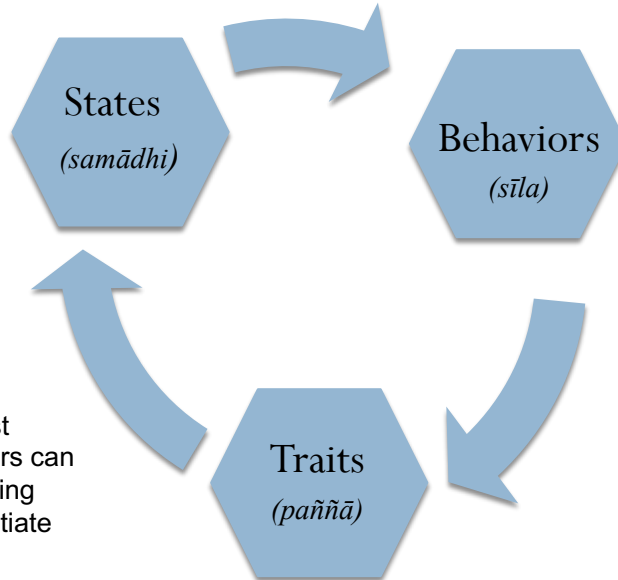 States
(samādhi)
Behaviors
(sīla)
Traits
(paññā)